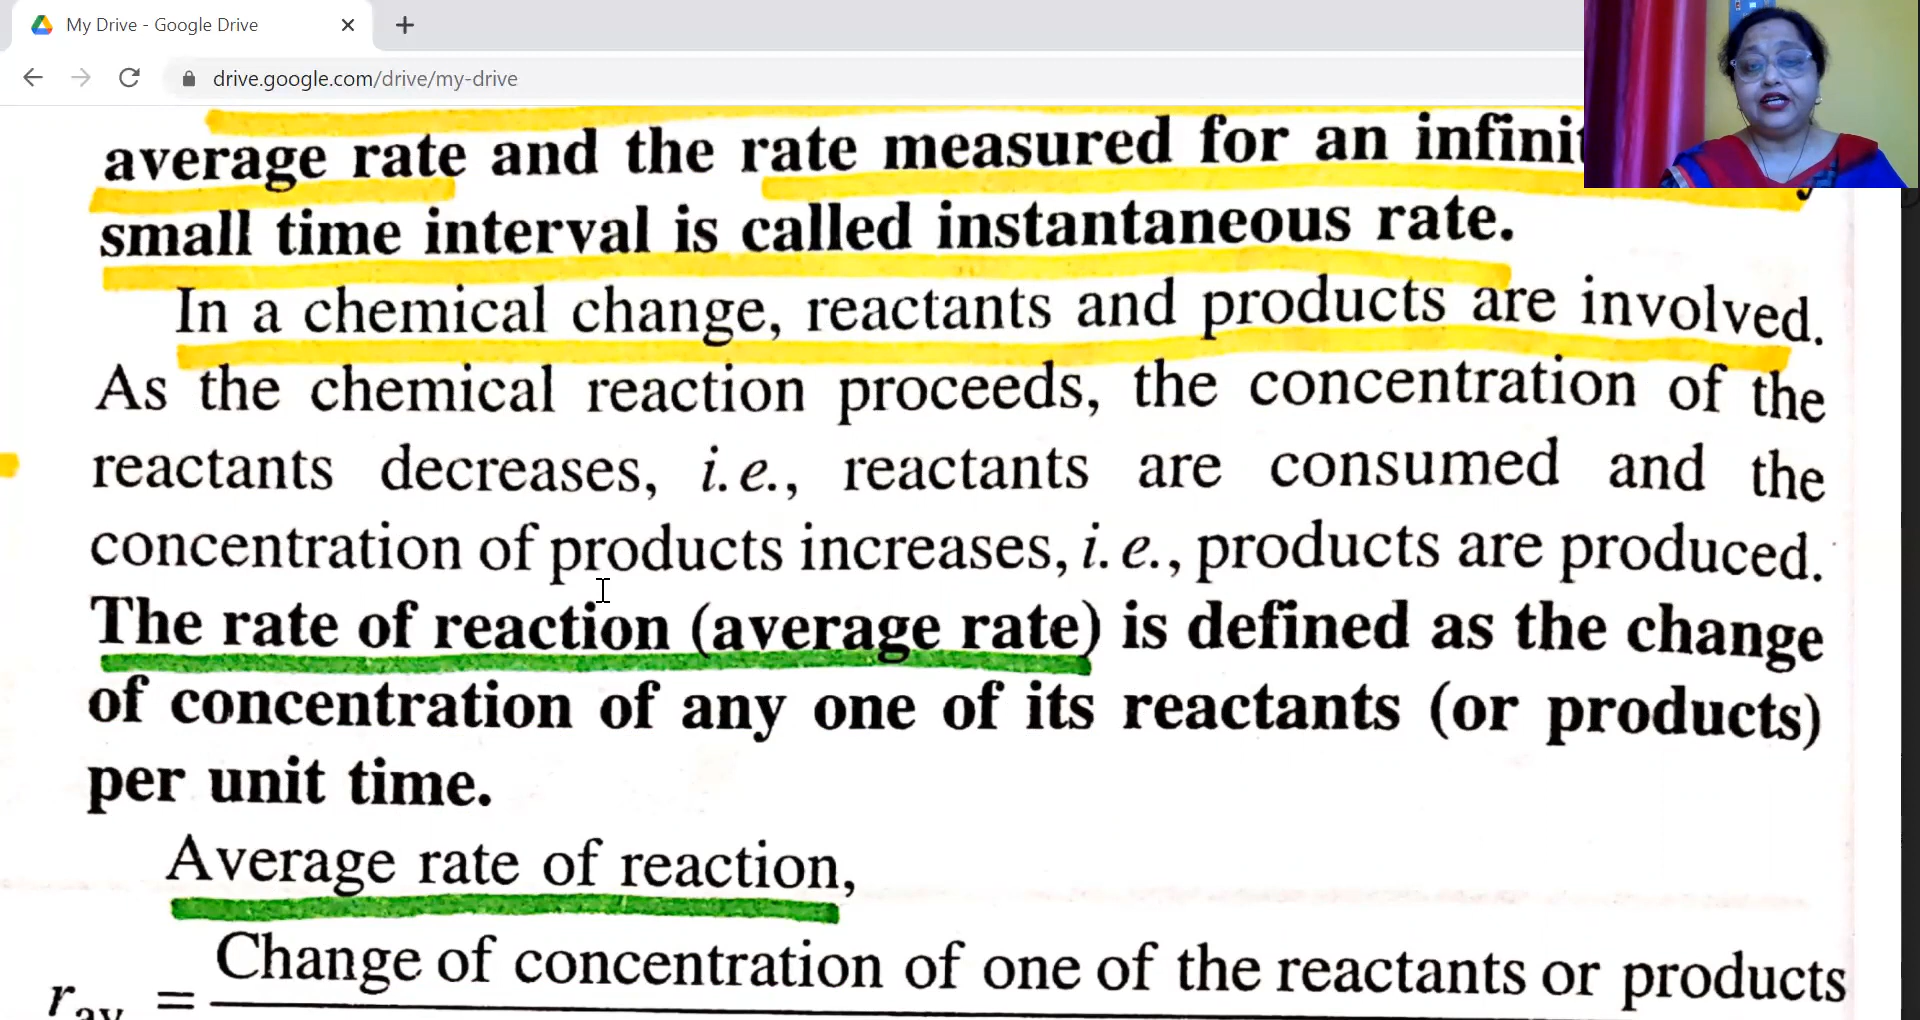 My Drive - Google Drive
drive.google.com/drive/my-drive
average rate and the rate measured for an
small time interval is called instantaneous rate.
In a chemical change, reactants and products are involved.
As the chemical reaction proceeds, the concentration of the
reactants decreases, i.e., reactants are consumed and the
concentration of products increases, i. e., products are produced.
The rate of reaction (average rate) is defined as the change
of concentration of any one of its reactants (or products)
per unit time.
Average rate of reaction,
Change of concentration of one of the reactants or products
r av =